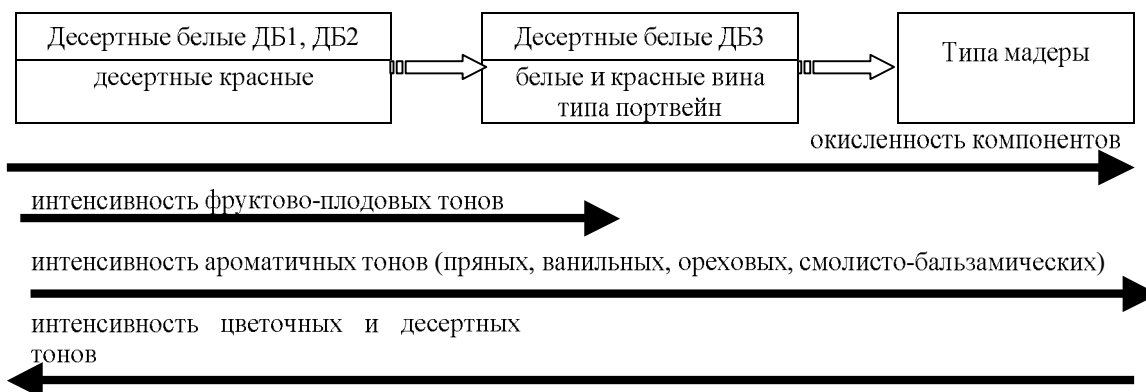 Десертные белые ДБ1, ДБ2
десертные красные
Десертные белые ДБ3
белые и красные вина
типа портвейн
Типа мадеры
окисленность компонентов
интенсивность фруктово-плодовых тонов
интенсивность ароматичных тонов (пряных, ванильных, ореховых, смолисто-бальзамических)
интенсивность цветочных и десертных
тонов